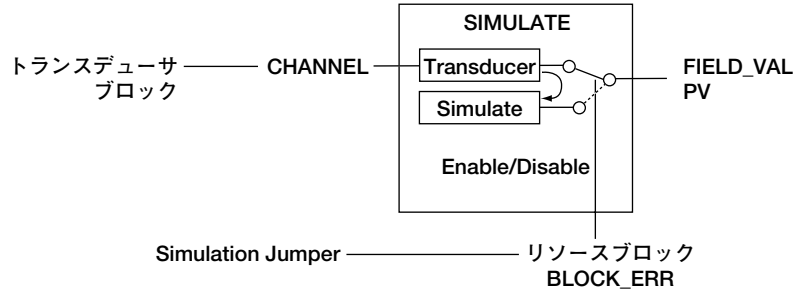 SIMULATE
トランスデューサ
ブロック
CHANNEL
Transducer
FIELD_VAL
PV
Simulate
Enable/Disable
Simulation Jumper
リソースブロック
BLOCK_ERR